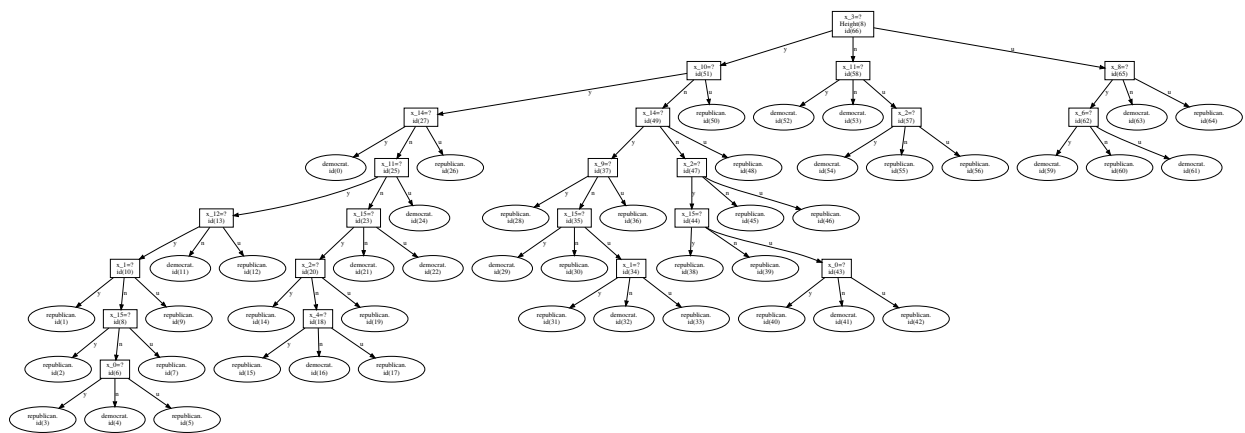 x_3=?
Height(8)
id(66)
y
n
u
x_10=?
id(51)
x_11=?
id(58)
x_8=?
id(65)
y
n
u
y
n
u
y
n
u
x_14=?
id(27)
x_14=?
id(49)
republican.
id(50)
democrat.
id(52)
democrat.
id(53)
x_2=?
id(57)
x_6=?
id(62)
democrat.
id(63)
republican.
id(64)
y
n
u
y
n
u
y
n
u
y
n
u
democrat.
id(0)
x_11=?
id(25)
republican.
id(26)
x_9=?
id(37)
x_2=?
id(47)
republican.
id(48)
democrat.
id(54)
republican.
id(55)
republican.
id(56)
democrat.
id(59)
republican.
id(60)
democrat.
id(61)
y
n
u
y
n
u
y
n
u
x_12=?
id(13)
x_15=?
id(23)
democrat.
id(24)
republican.
id(28)
x_15=?
id(35)
republican.
id(36)
x_15=?
id(44)
republican.
id(45)
republican.
id(46)
y
n
u
y
n
u
y
n
u
y
n
u
x_1=?
id(10)
democrat.
id(11)
republican.
id(12)
x_2=?
id(20)
democrat.
id(21)
democrat.
id(22)
democrat.
id(29)
republican.
id(30)
x_1=?
id(34)
republican.
id(38)
republican.
id(39)
x_0=?
id(43)
y
n
u
y
n
u
y
n
u
y
n
u
republican.
id(1)
x_15=?
id(8)
republican.
id(9)
republican.
id(14)
x_4=?
id(18)
republican.
id(19)
republican.
id(31)
democrat.
id(32)
republican.
id(33)
republican.
id(40)
democrat.
id(41)
republican.
id(42)
y
n
u
y
n
u
republican.
id(2)
x_0=?
id(6)
republican.
id(7)
republican.
id(15)
democrat.
id(16)
republican.
id(17)
y
n
u
republican.
id(3)
democrat.
id(4)
republican.
id(5)